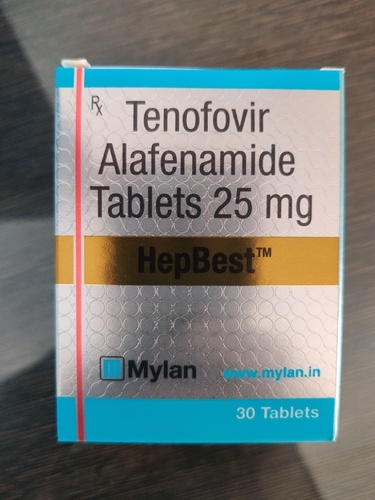 Rx Tenofovir
Alafenamide
Tablets 25 mg
HepBest™
Mylan www.mylan.in
30 Tablets